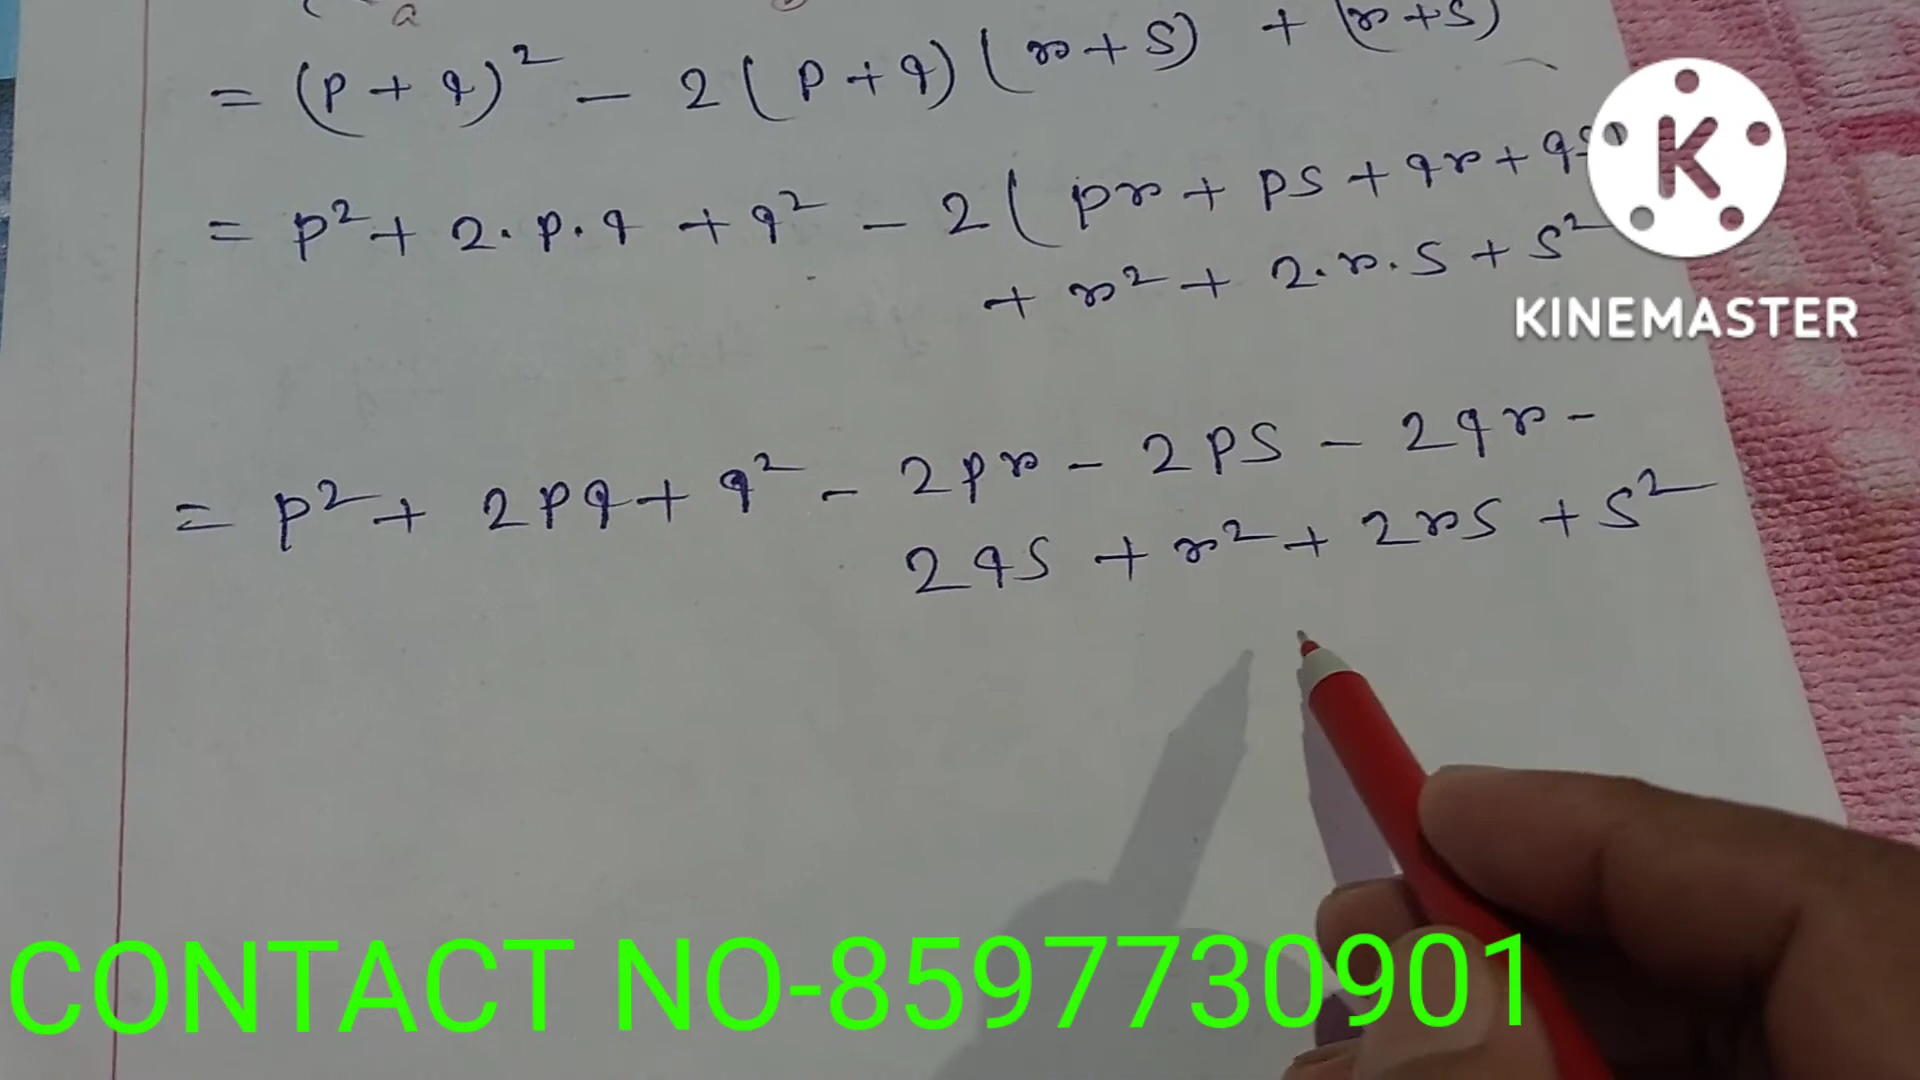 a
= (p + q)² – 2 ( p + q) ( r + s) + (r + s)
= p² + 2 . p . q + q² – 2 ( pr + ps + qr + qs
+ r² + 2 . r . s + s²
= p² + 2pq + q² – 2pr – 2ps – 2qr –
2qs + r² + 2rs + s²
K
KINEMASTER
CONTACT NO-8597730901